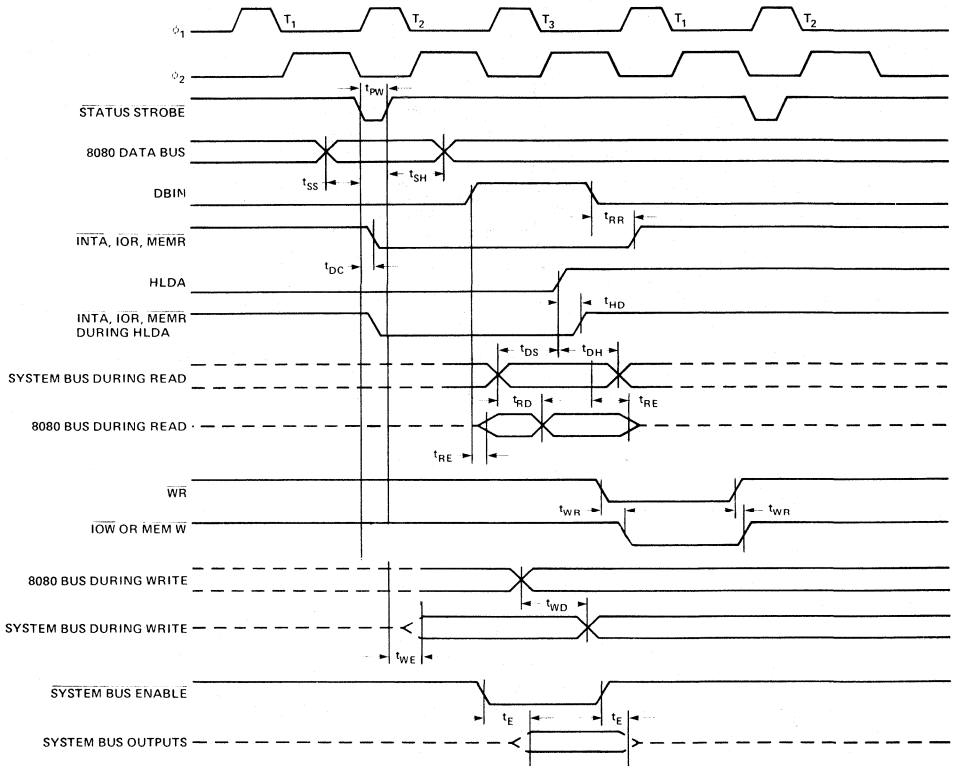 ϕ1 T1 T2 T3 T1 T2
ϕ2
tPW
STATUS STROBE
8080 DATA BUS
tSS tSH
DBIN
tRR
INTA, IOR, MEMR
tDC
HLDA
tHD
INTA, IOR, MEMR
DURING HLDA
tDS tDH
SYSTEM BUS DURING READ
tRD tRE
8080 BUS DURING READ
tRE
WR
tWR tWR
IOW OR MEM W
8080 BUS DURING WRITE
tWD
SYSTEM BUS DURING WRITE
tWE
SYSTEM BUS ENABLE
tE tE
SYSTEM BUS OUTPUTS